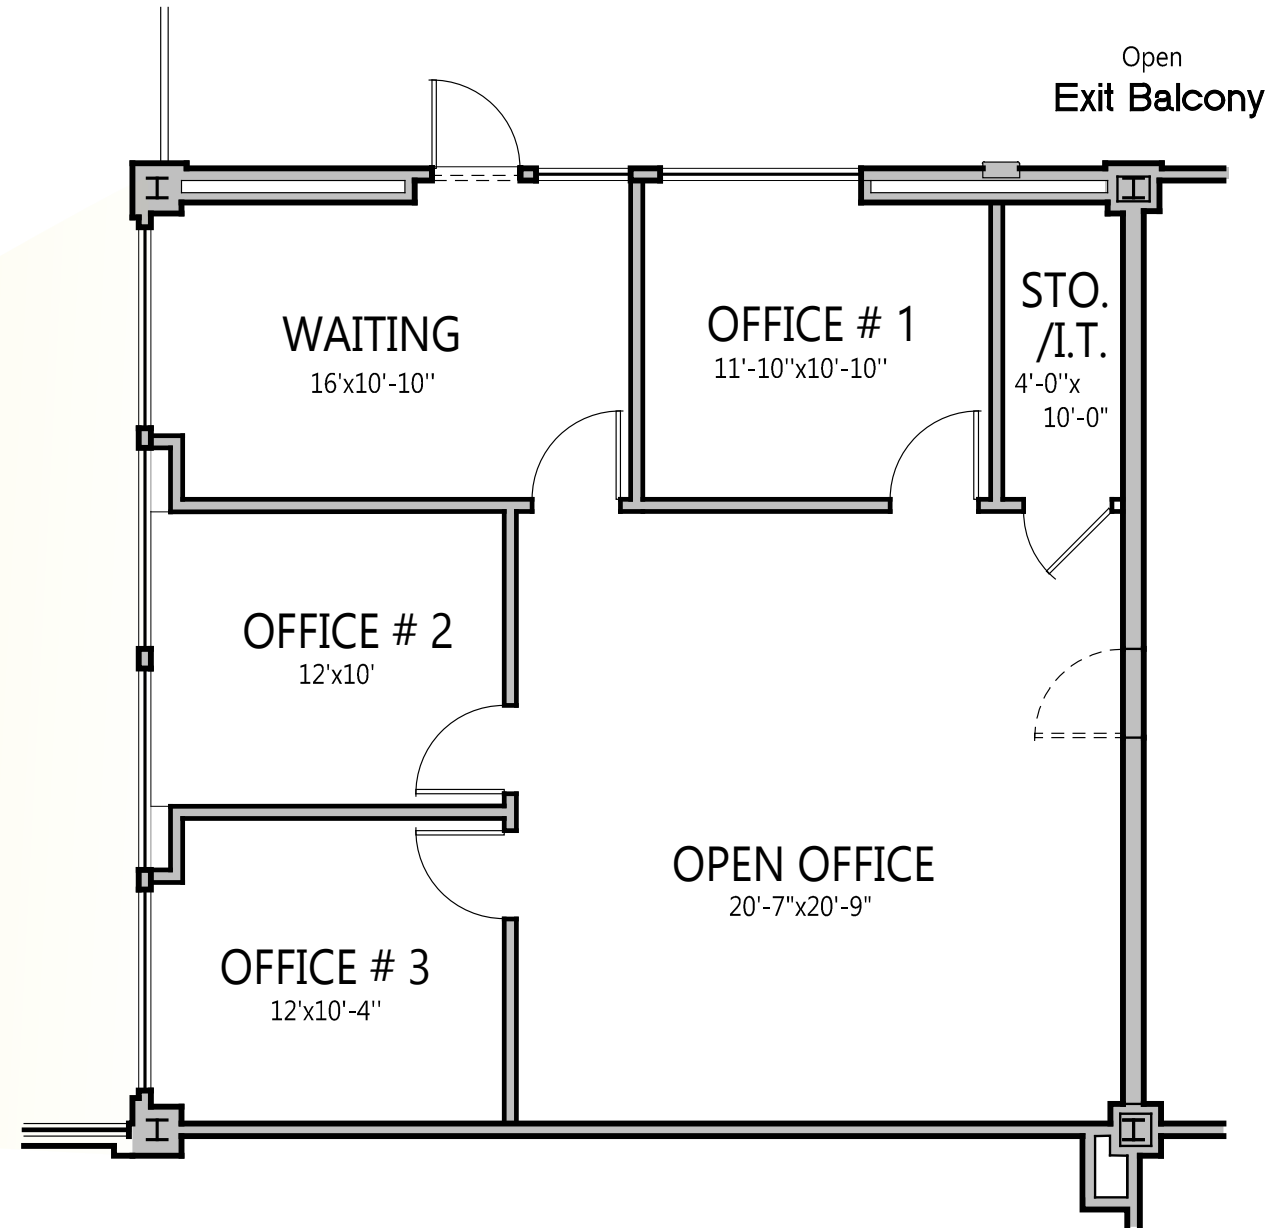 Open
Exit Balcony
WAITING
16'x10'-10''
OFFICE # 1
11'-10''x10'-10''
STO.
/I.T.
4'-0''x
10'-0"
OFFICE # 2
12'x10'
OPEN OFFICE
20'-7"x20'-9"
OFFICE # 3
12'x10'-4''